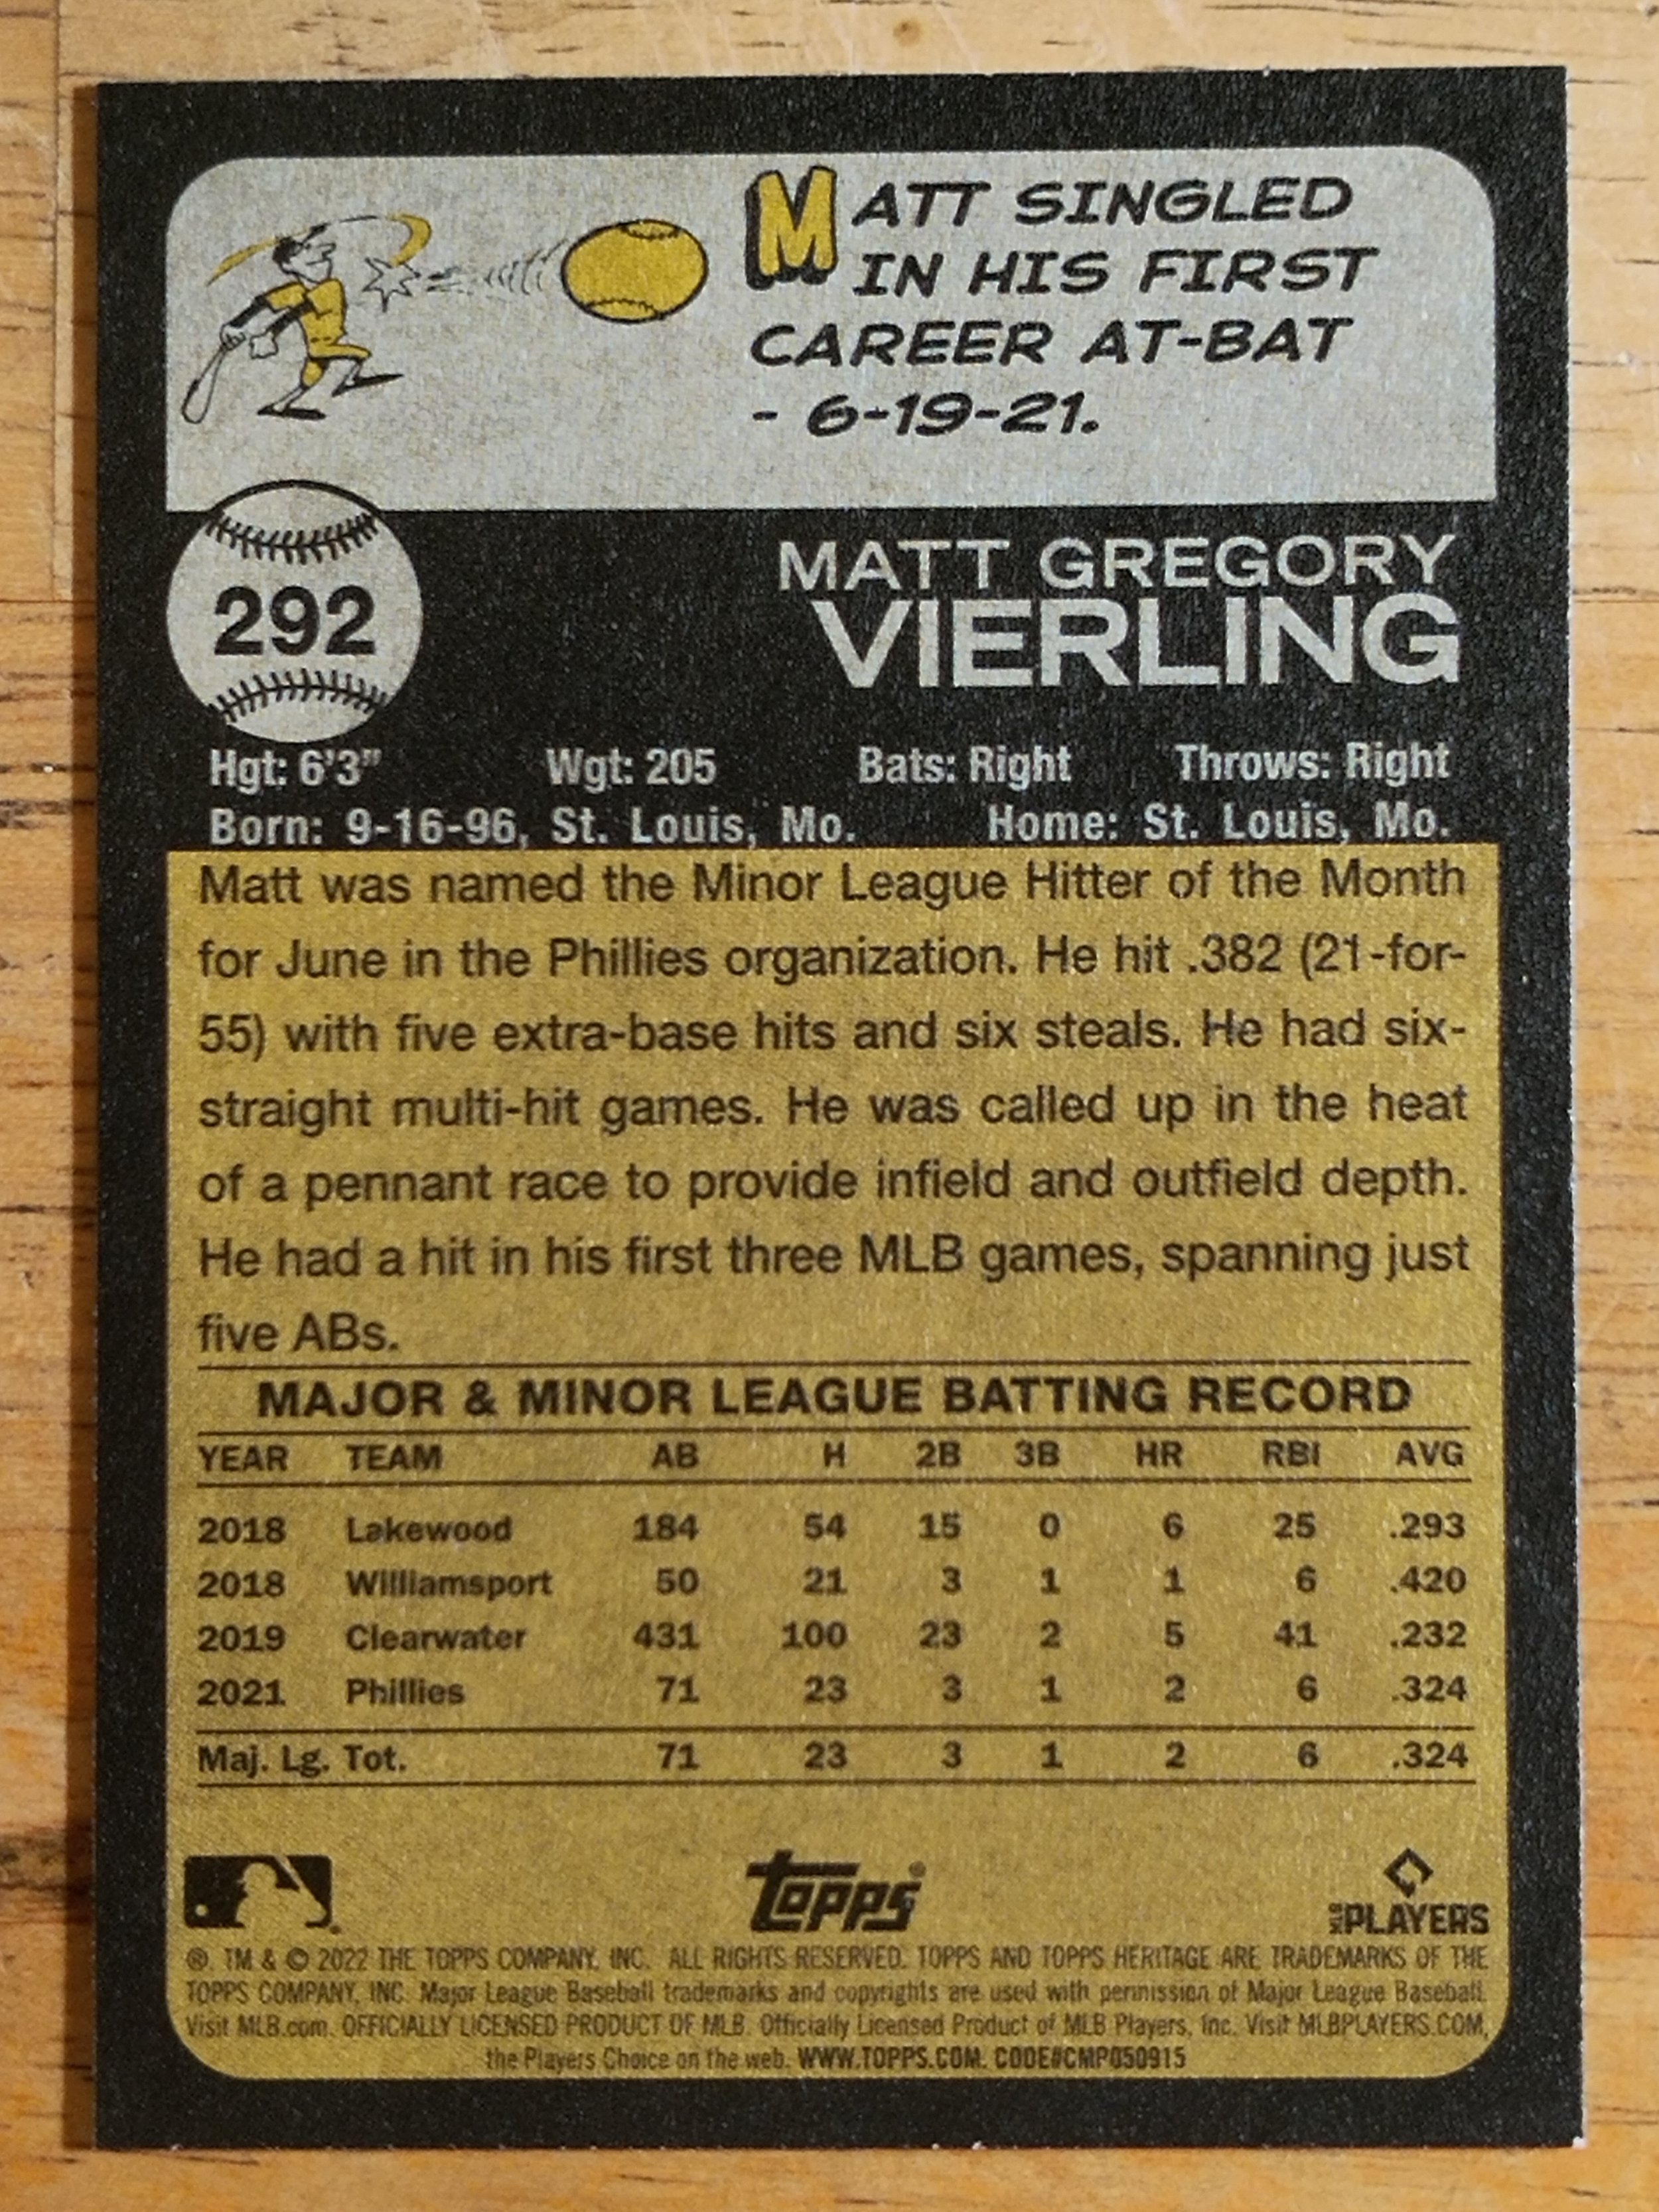 MATT SINGLED
IN HIS FIRST
CAREER AT-BAT
- 6-19-21.
292
MATT GREGORY
VIERLING
Hgt: 6'3" Wgt: 205 Bats: Right Throws: Right
Born: 9-16-96, St. Louis, Mo. Home: St. Louis, Mo.
Matt was named the Minor League Hitter of the Month
for June in the Phillies organization. He hit .382 (21-for-
55) with five extra-base hits and six steals. He had six-
straight multi-hit games. He was called up in the heat
of a pennant race to provide infield and outfield depth.
He had a hit in his first three MLB games, spanning just
five ABs.
MAJOR & MINOR LEAGUE BATTING RECORD
YEAR TEAM AB H 2B 3B HR RBI AVG
2018 Lakewood 184 54 15 0 6 25 .293
2018 Williamsport 50 21 3 1 1 6 .420
2019 Clearwater 431 100 23 2 5 41 .232
2021 Phillies 71 23 3 1 2 6 .324
Maj. Lg. Tot. 71 23 3 1 2 6 .324
Topps®
MLB PLAYERS
®, TM & © 2022 THE TOPPS COMPANY, INC. ALL RIGHTS RESERVED. TOPPS AND TOPPS HERITAGE ARE TRADEMARKS OF THE
TOPPS COMPANY, INC. Major League Baseball trademarks and copyrights are used with permission of Major League Baseball.
Visit MLB.com. OFFICIALLY LICENSED PRODUCT OF MLB. Officially Licensed Product of MLB Players, Inc. Visit MLBPLAYERS.COM,
the Players Choice on the web. WWW.TOPPS.COM. CODE#CMP050915